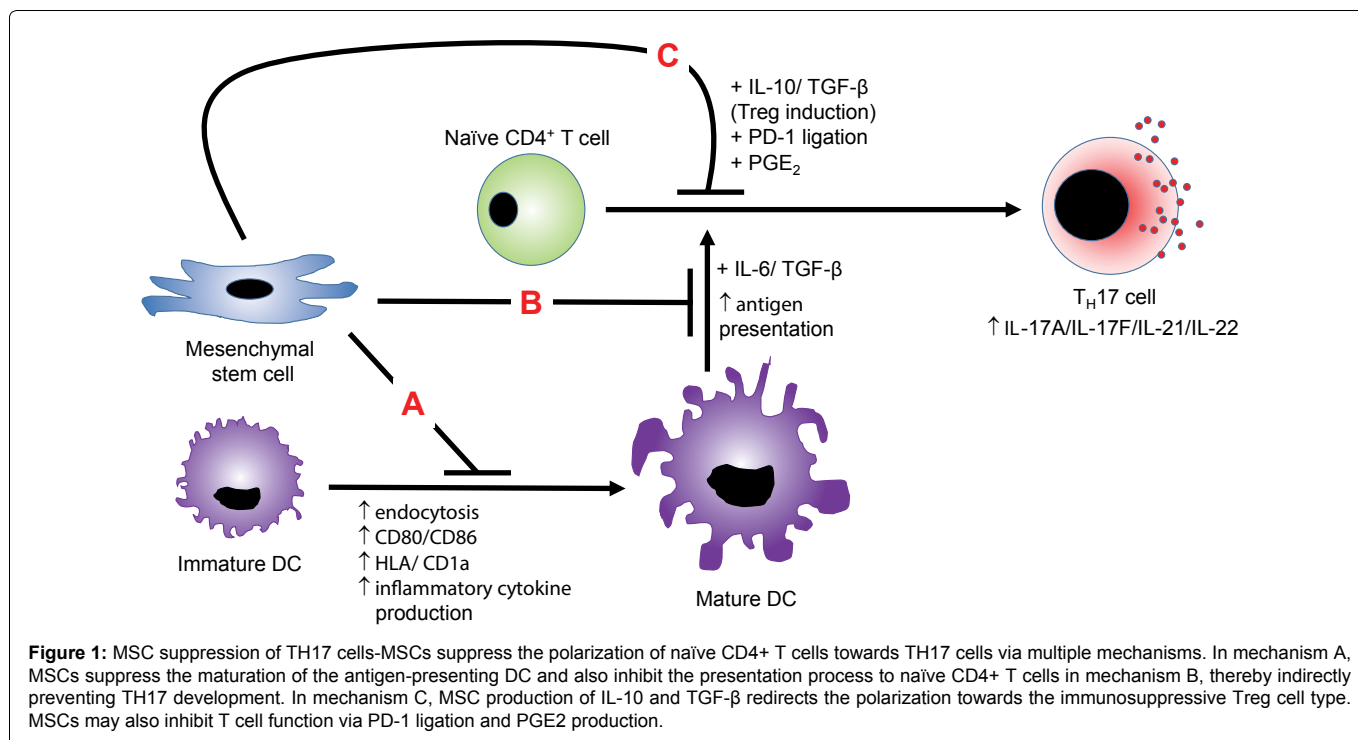 C
+ IL-10/ TGF-β
(Treg induction)
+ PD-1 ligation
+ PGE₂
Naïve CD4⁺ T cell
B
+ IL-6/ TGF-β
↑ antigen
presentation
T_H17 cell
↑ IL-17A/IL-17F/IL-21/IL-22
Mesenchymal
stem cell
A
Immature DC
↑ endocytosis
↑ CD80/CD86
↑ HLA/ CD1a
↑ inflammatory cytokine
production
Mature DC
Figure 1: MSC suppression of TH17 cells-MSCs suppress the polarization of naïve CD4+ T cells towards TH17 cells via multiple mechanisms. In mechanism A,
MSCs suppress the maturation of the antigen-presenting DC and also inhibit the presentation process to naïve CD4+ T cells in mechanism B, thereby indirectly
preventing TH17 development. In mechanism C, MSC production of IL-10 and TGF-β redirects the polarization towards the immunosuppressive Treg cell type.
MSCs may also inhibit T cell function via PD-1 ligation and PGE2 production.